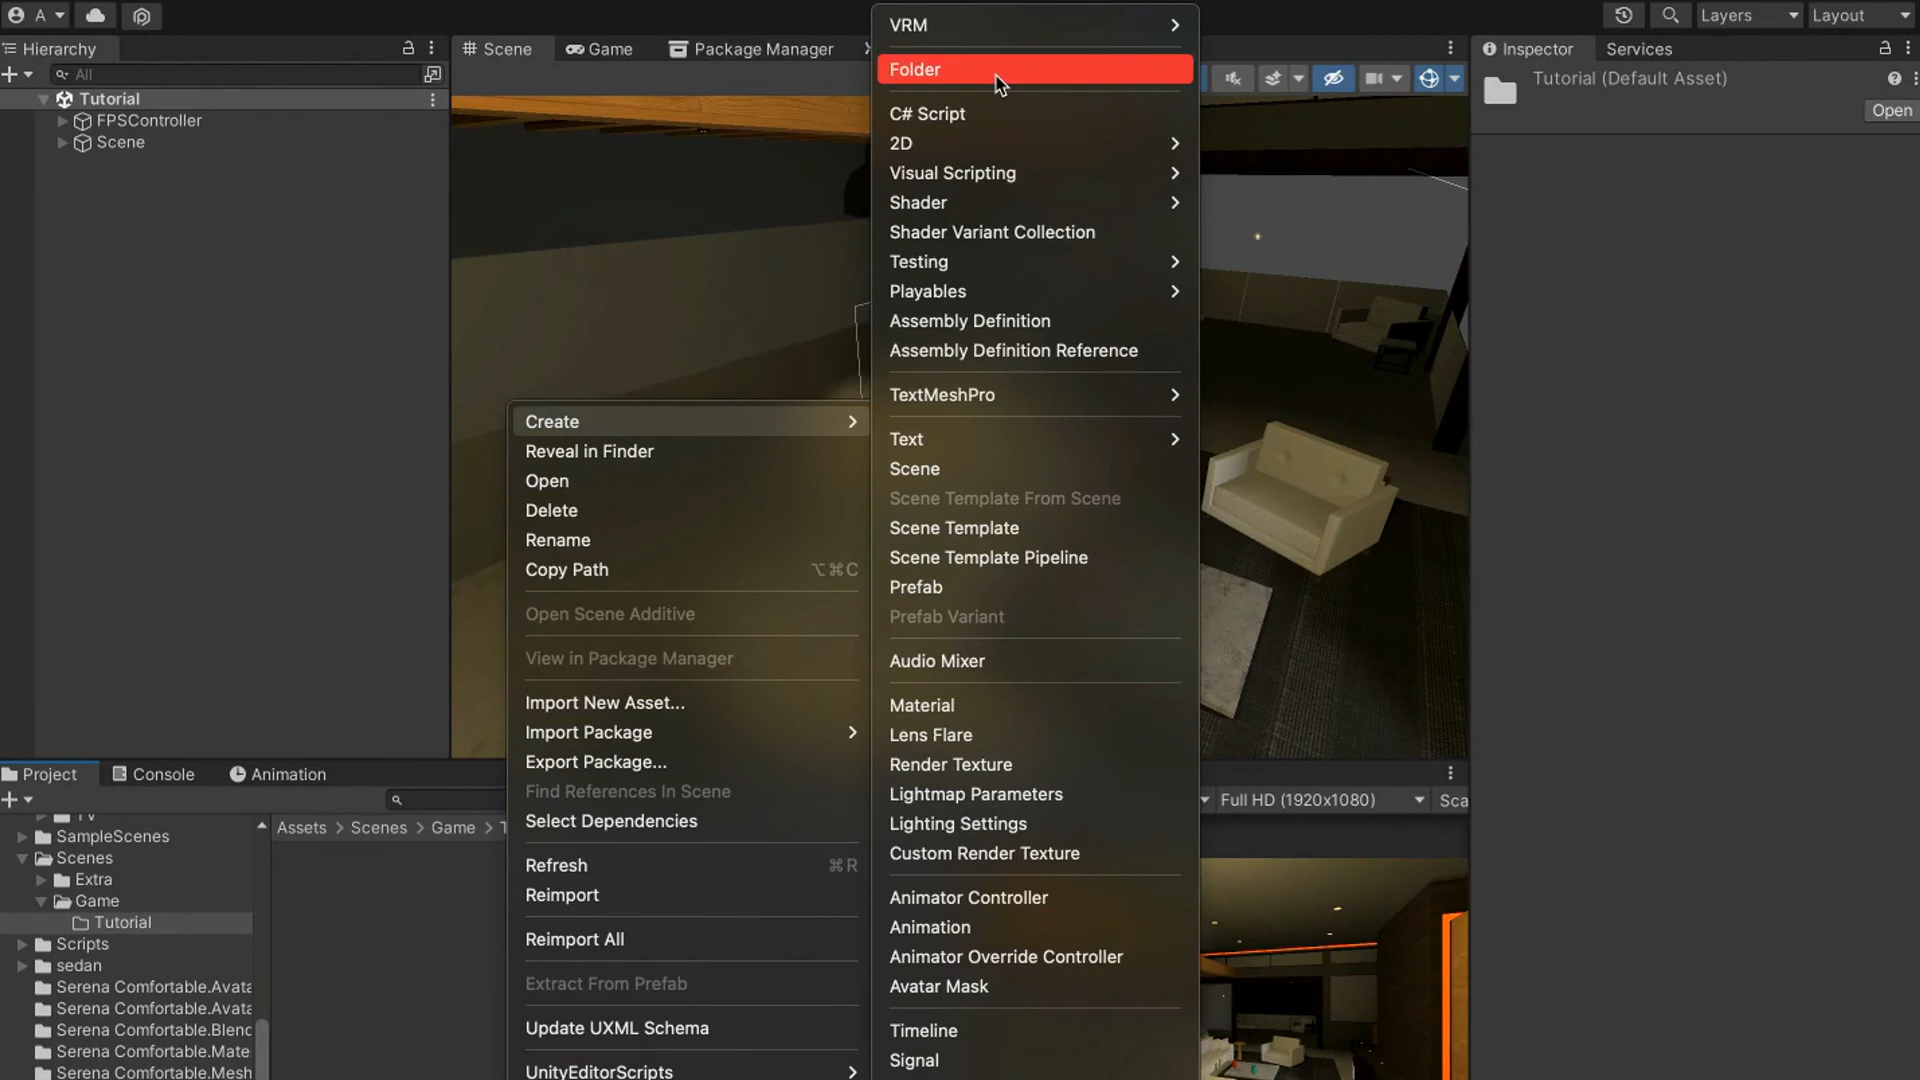 A
Layers
Layout
Hierarchy
All
Tutorial
FPSController
Scene
Scene
Game
Package Manager
Inspector
Services
Tutorial (Default Asset)
Open
VRM
Folder
C# Script
2D
Visual Scripting
Shader
Shader Variant Collection
Testing
Playables
Assembly Definition
Assembly Definition Reference
TextMeshPro
Text
Scene
Scene Template From Scene
Scene Template
Scene Template Pipeline
Prefab
Prefab Variant
Audio Mixer
Material
Lens Flare
Render Texture
Lightmap Parameters
Lighting Settings
Custom Render Texture
Animator Controller
Animation
Animator Override Controller
Avatar Mask
Timeline
Signal
Create
Reveal in Finder
Open
Delete
Rename
Copy Path ⌥⌘C
Open Scene Additive
View in Package Manager
Import New Asset...
Import Package
Export Package...
Find References In Scene
Select Dependencies
Refresh ⌘R
Reimport
Reimport All
Extract From Prefab
Update UXML Schema
UnityEditorScripts
Project
Console
Animation
Full HD (1920x1080)
Sca
Assets > Scenes > Game > T
TV
SampleScenes
Scenes
Extra
Game
Tutorial
Scripts
sedan
Serena Comfortable.Avata
Serena Comfortable.Avata
Serena Comfortable.Blend
Serena Comfortable.Mate
Serena Comfortable.Mesh